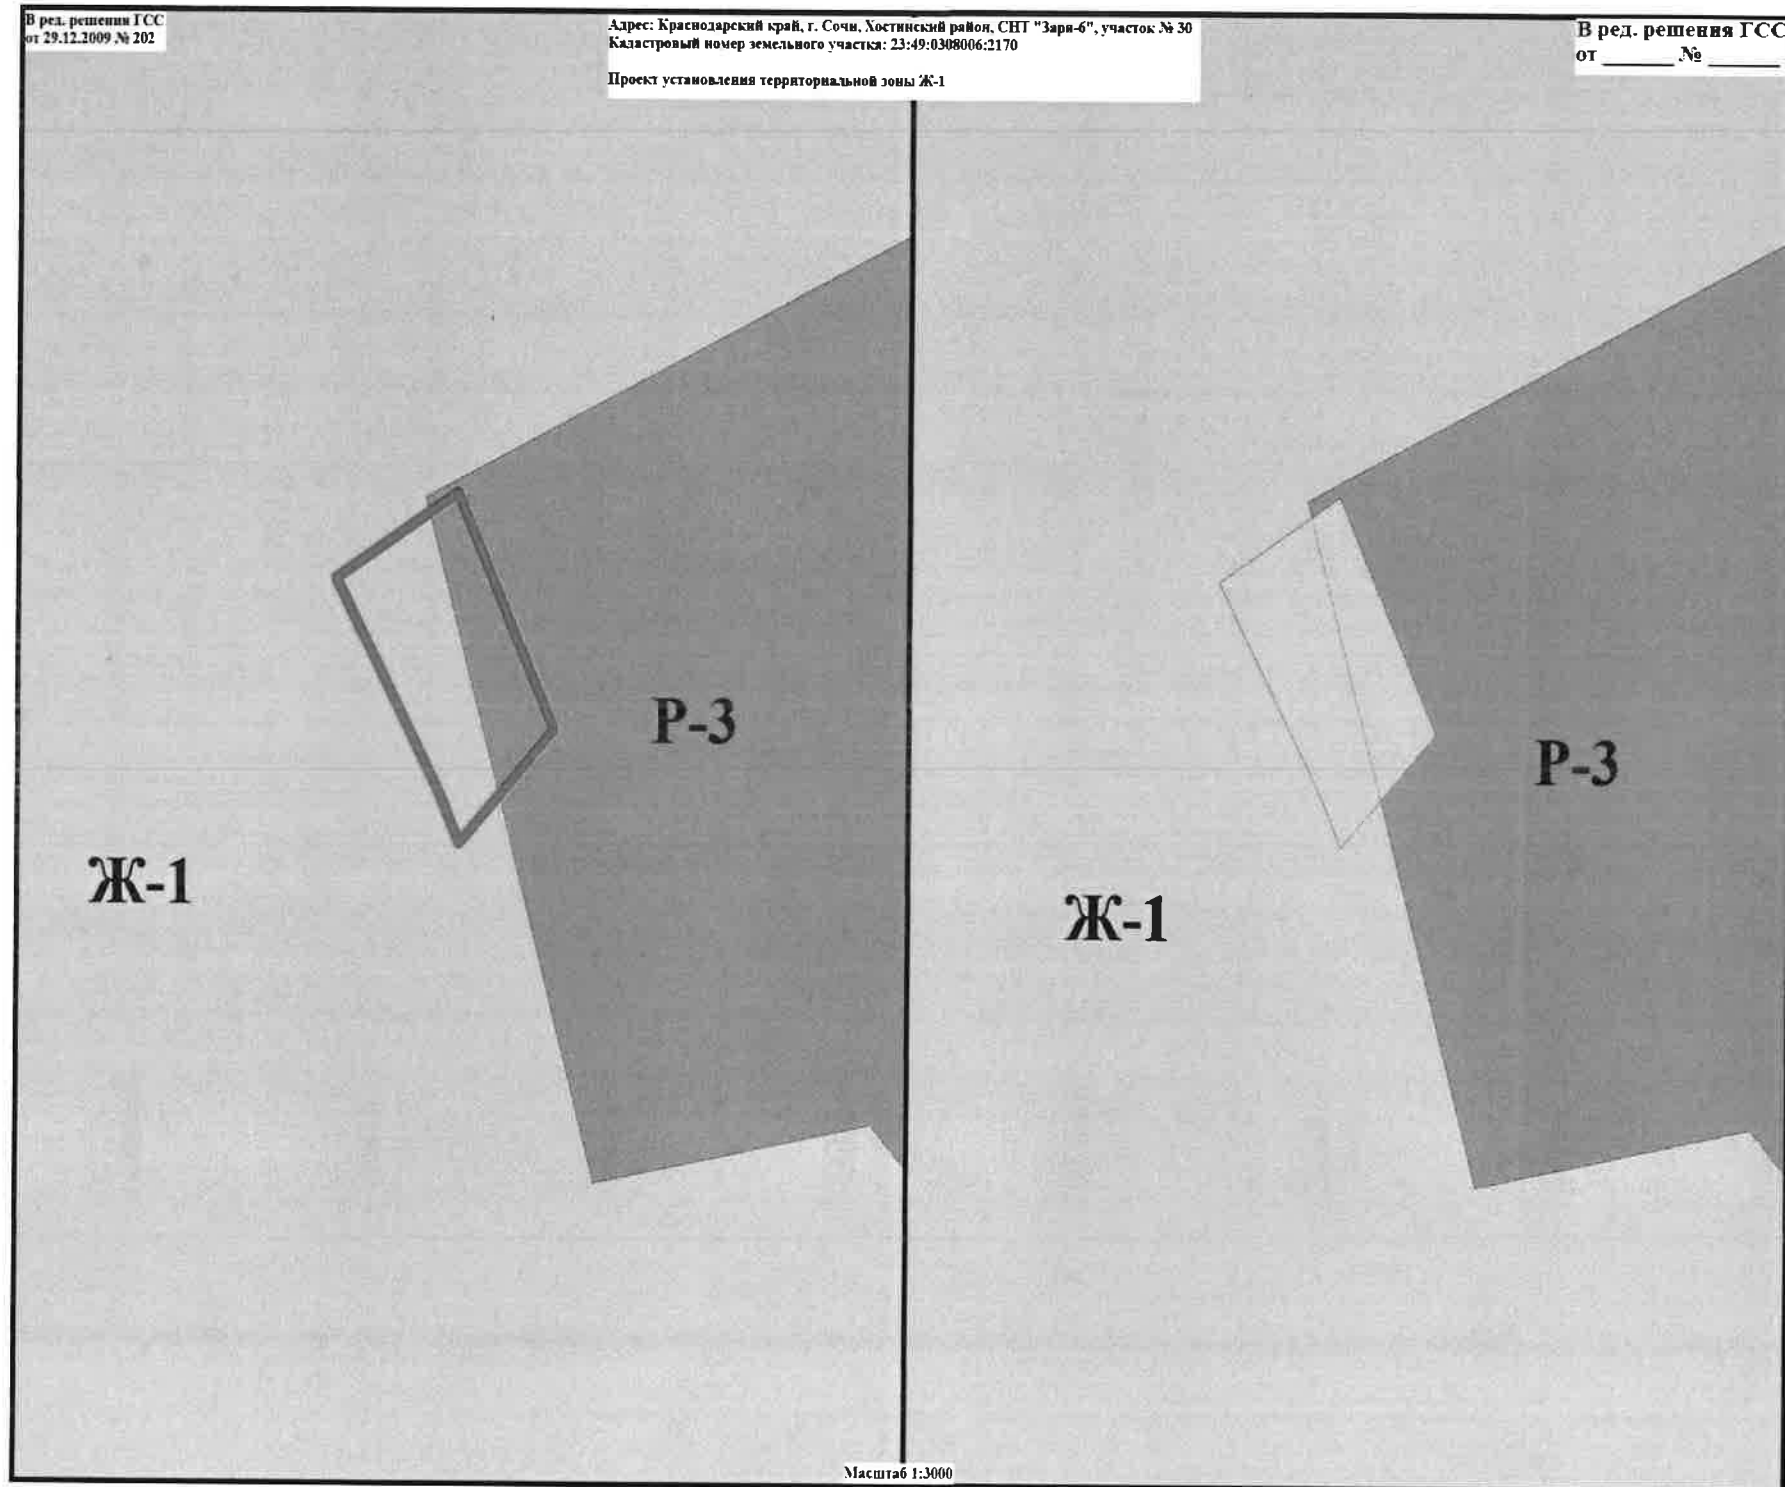 В ред. решения ГСС
от 29.12.2009 № 202
Адрес: Краснодарский край, г. Сочи, Хостинский район, СНТ "Заря-6", участок № 30
Кадастровый номер земельного участка: 23:49:0308006:2170
Проект установления территориальной зоны Ж-1
В ред. решения ГСС
от ______ № ______
Р-3
Ж-1
Р-3
Ж-1
Масштаб 1:3000